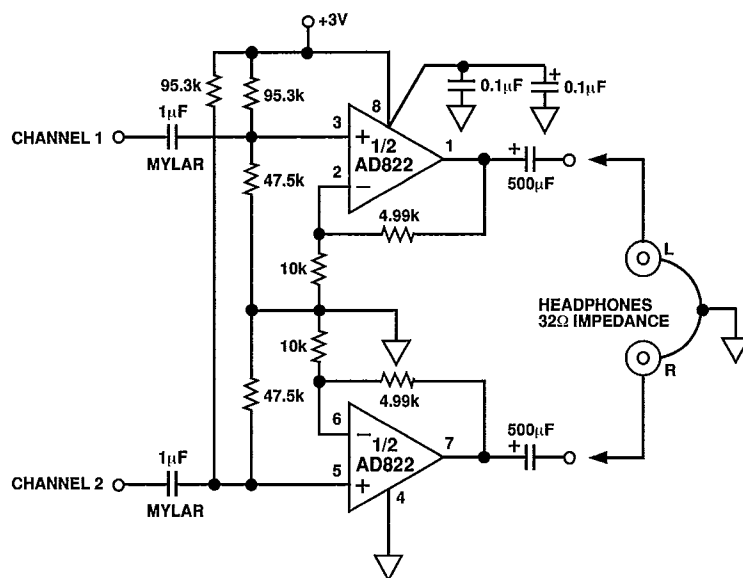 +3V
95.3k
95.3k
0.1µF
+
0.1µF
1µF
8
CHANNEL 1
3
+
1/2
AD822
1
+
MYLAR
2
−
500µF
47.5k
4.99k
L
10k
HEADPHONES
32Ω IMPEDANCE
10k
R
47.5k
4.99k
6
−
500µF
1/2
AD822
7
+
1µF
5
+
CHANNEL 2
4
MYLAR